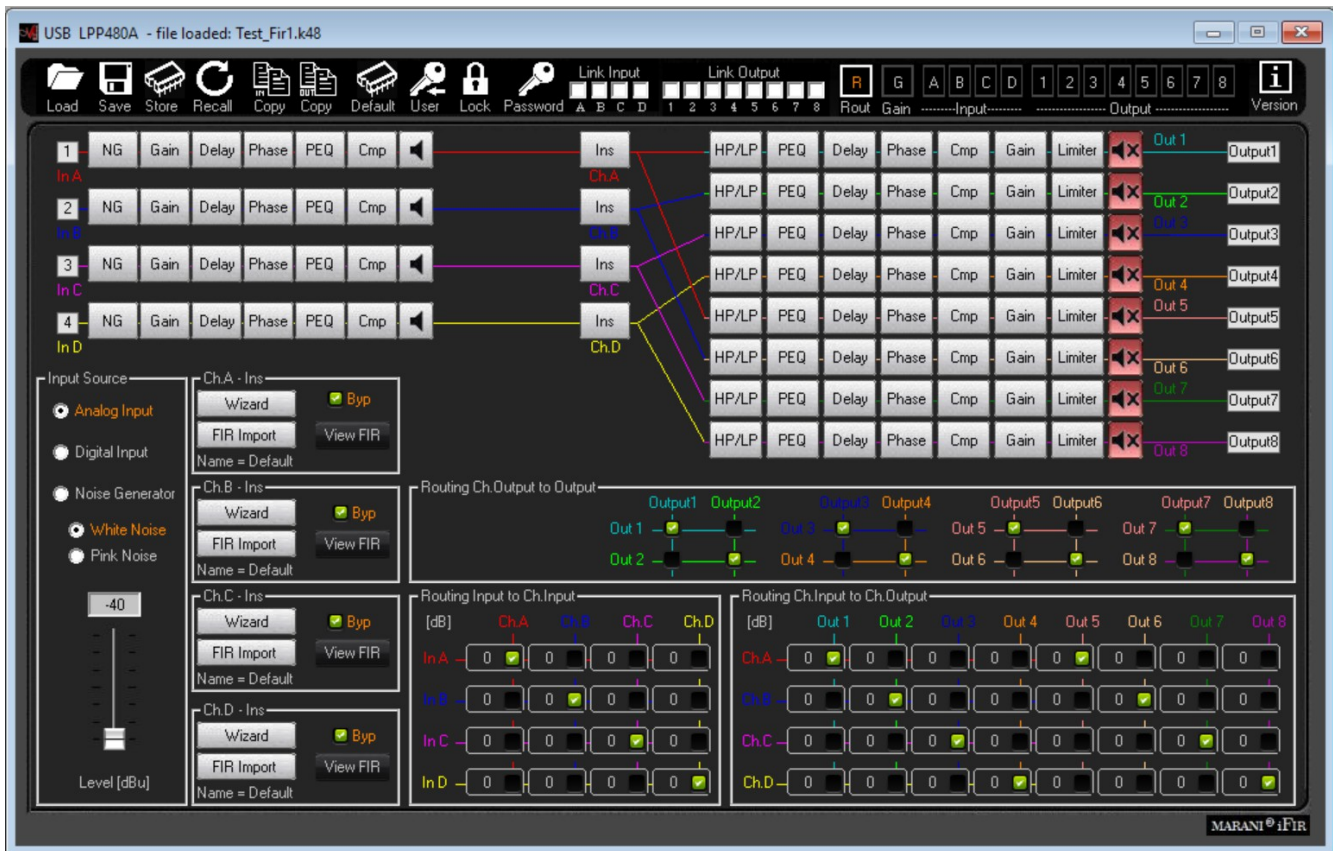 USB LPP480A - file loaded: Test_Fir1.k48
Link Input Link Output
R G A B C D 1 2 3 4 5 6 7 8 i
Load Save Store Recall Copy Copy Default User Lock Password A B C D 1 2 3 4 5 6 7 8 Rout Gain --------Input-------- ---------------- Output ----------------- Version
1 NG Gain Delay Phase PEQ Cmp Ins HP/LP PEQ Delay Phase Cmp Gain Limiter Out 1 Output1
In A Ch.A
HP/LP PEQ Delay Phase Cmp Gain Limiter Out 2 Output2
2 NG Gain Delay Phase PEQ Cmp Ins
In B Ch.B
HP/LP PEQ Delay Phase Cmp Gain Limiter Out 3 Output3
3 NG Gain Delay Phase PEQ Cmp Ins
In C Ch.C
HP/LP PEQ Delay Phase Cmp Gain Limiter Out 4 Output4
4 NG Gain Delay Phase PEQ Cmp Ins
In D Ch.D
HP/LP PEQ Delay Phase Cmp Gain Limiter Out 5 Output5
HP/LP PEQ Delay Phase Cmp Gain Limiter Out 6 Output6
HP/LP PEQ Delay Phase Cmp Gain Limiter Out 7 Output7
HP/LP PEQ Delay Phase Cmp Gain Limiter Out 8 Output8
Input Source
Analog Input
Digital Input
Noise Generator
White Noise
Pink Noise
-40
Level [dBu]
Ch.A - Ins
Wizard Byp
FIR Import View FIR
Name = Default
Ch.B - Ins
Wizard Byp
FIR Import View FIR
Name = Default
Ch.C - Ins
Wizard Byp
FIR Import View FIR
Name = Default
Ch.D - Ins
Wizard Byp
FIR Import View FIR
Name = Default
Routing Ch.Output to Output
Output1 Output2 Output3 Output4 Output5 Output6 Output7 Output8
Out 1 Out 3 Out 5 Out 7
Out 2 Out 4 Out 6 Out 8
Routing Input to Ch.Input
[dB] Ch.A Ch.B Ch.C Ch.D
In A 0 0 0 0
In B 0 0 0 0
In C 0 0 0 0
In D 0 0 0 0
Routing Ch.Input to Ch.Output
[dB] Out 1 Out 2 Out 3 Out 4 Out 5 Out 6 Out 7 Out 8
Ch.A 0 0 0 0 0 0 0 0
Ch.B 0 0 0 0 0 0 0 0
Ch.C 0 0 0 0 0 0 0 0
Ch.D 0 0 0 0 0 0 0 0
MARANI® iFIR